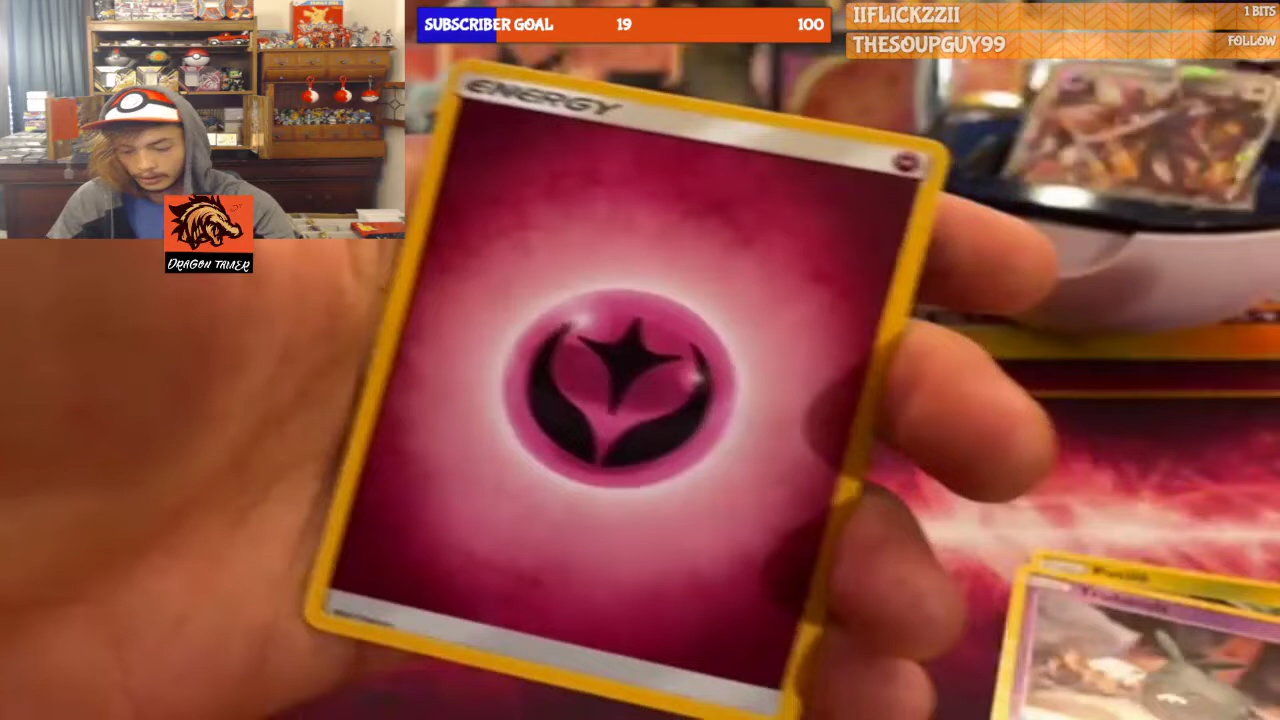 SUBSCRIBER GOAL 19 100
IIFLICKZZII 1 BITS
THESOUPGUY99 FOLLOW
ENERGY
DRAGON TAMER